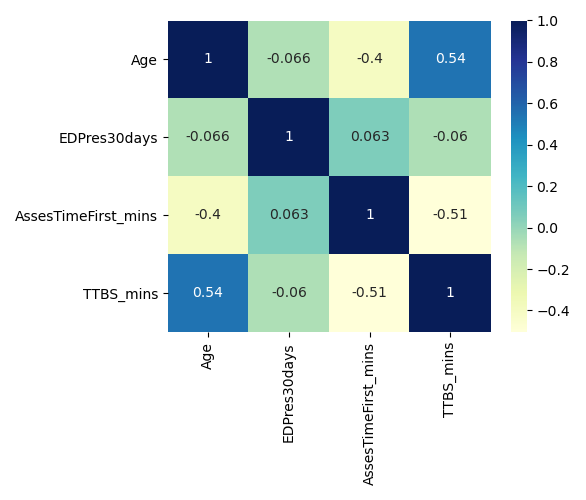 Age 1 -0.066 -0.4 0.54
EDPres30days -0.066 1 0.063 -0.06
AssesTimeFirst_mins -0.4 0.063 1 -0.51
TTBS_mins 0.54 -0.06 -0.51 1
Age
EDPres30days
AssesTimeFirst_mins
TTBS_mins
1.0
0.8
0.6
0.4
0.2
0.0
−0.2
−0.4